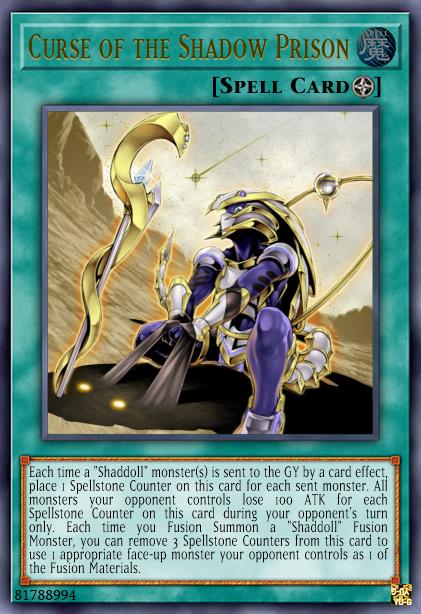 Curse of the Shadow Prison
[Spell Card]
Each time a "Shaddoll" monster(s) is sent to the GY by a card effect,
place 1 Spellstone Counter on this card for each sent monster. All
monsters your opponent controls lose 100 ATK for each
Spellstone Counter on this card during your opponent's turn
only. Each time you Fusion Summon a "Shaddoll" Fusion
Monster, you can remove 3 Spellstone Counters from this card to
use 1 appropriate face-up monster your opponent controls as 1 of
the Fusion Materials.
81788994